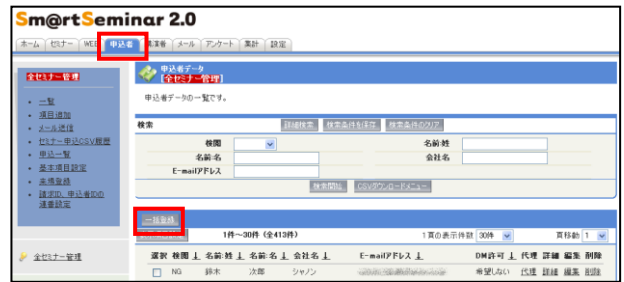 Sm@rtSeminar 2.0
ホーム セミナー WEB 申込者 メール アンケート 集計 設定
全セミナー管理
申込者データ
[全セミナー管理]
申込者データの一覧です。
・一覧
・項目追加
・メール送信
・セミナー申込CSV履歴
・申込一覧
・基本項目設定
・来場登録
・請求ID、申込者IDの連番設定
検索 詳細検索 検索条件を保存 検索条件のクリア
検閲 名前:姓
名前:名 会社名
E-mailアドレス
検索開始 CSVダウンロードメニュー
一括登録
1件~30件 (全413件) 1頁の表示件数 30件 頁移動 1
全セミナー管理
選択 検閲 名前:姓 名前:名 会社名 E-mailアドレス DM許可 代理 詳細 編集 削除
NG 鈴木 次郎 シャノン 希望しない 代理 詳細 編集 削除